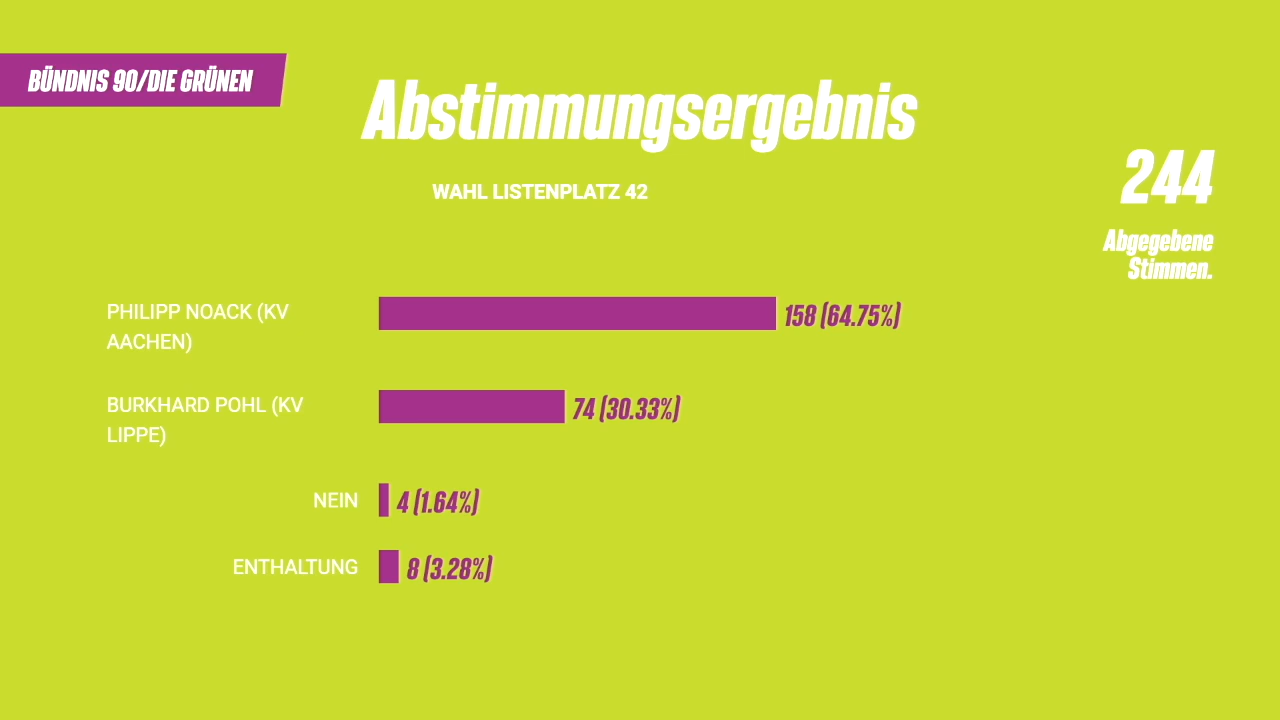 BÜNDNIS 90/DIE GRÜNEN
Abstimmungsergebnis
WAHL LISTENPLATZ 42
244
Abgegebene
Stimmen.
PHILIPP NOACK (KV
AACHEN)
158 (64.75%)
BURKHARD POHL (KV
LIPPE)
74 (30.33%)
NEIN
4 (1.64%)
ENTHALTUNG
8 (3.28%)